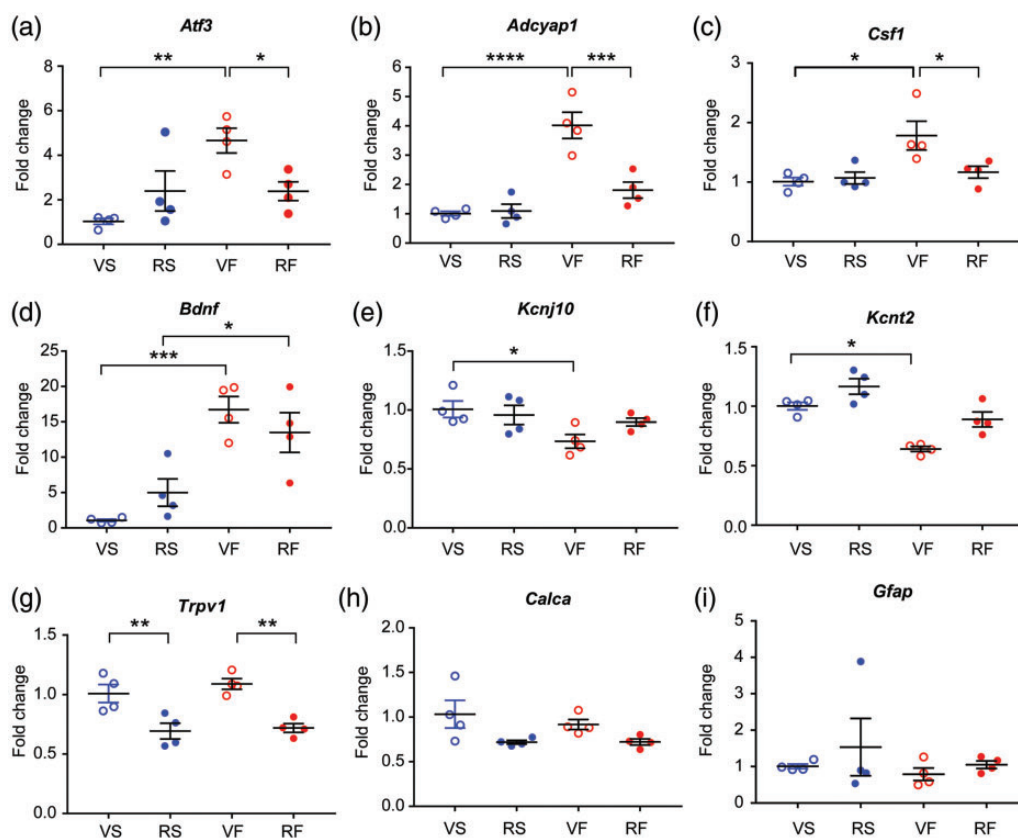 (a) Atf3
** *
Fold change
8
6
4
2
0
VS RS VF RF
(b) Adcyap1
**** ***
Fold change
6
5
4
3
2
1
0
VS RS VF RF
(c) Csf1
* *
Fold change
3
2
1
0
VS RS VF RF
(d) Bdnf
*
***
Fold change
25
20
15
10
5
0
VS RS VF RF
(e) Kcnj10
*
Fold change
1.5
1.0
0.5
0.0
VS RS VF RF
(f) Kcnt2
*
Fold change
1.5
1.0
0.5
0.0
VS RS VF RF
(g) Trpv1
** **
Fold change
1.5
1.0
0.5
0.0
VS RS VF RF
(h) Calca
Fold change
2.0
1.5
1.0
0.5
0.0
VS RS VF RF
(i) Gfap
Fold change
5
4
3
2
1
0
VS RS VF RF